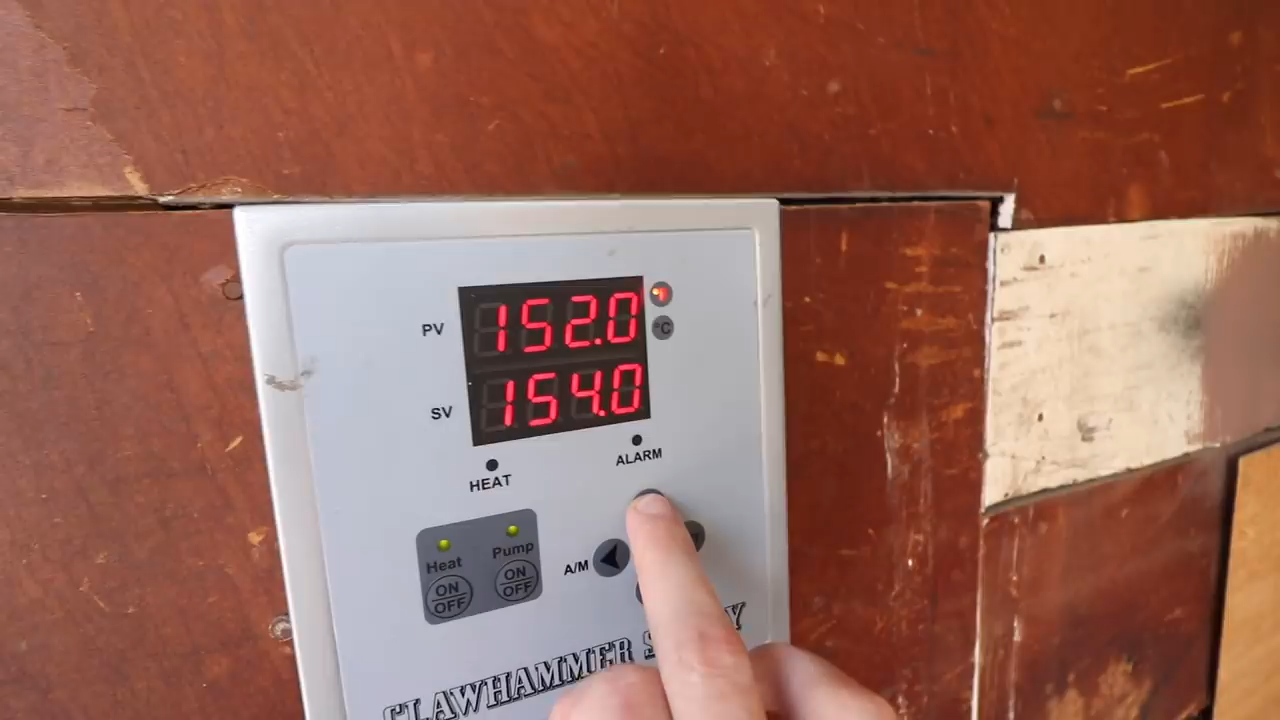 PV 152.0
°C
SV 154.0
HEAT
ALARM
Heat Pump
ON ON
OFF OFF
A/M
CLAWHAMMER